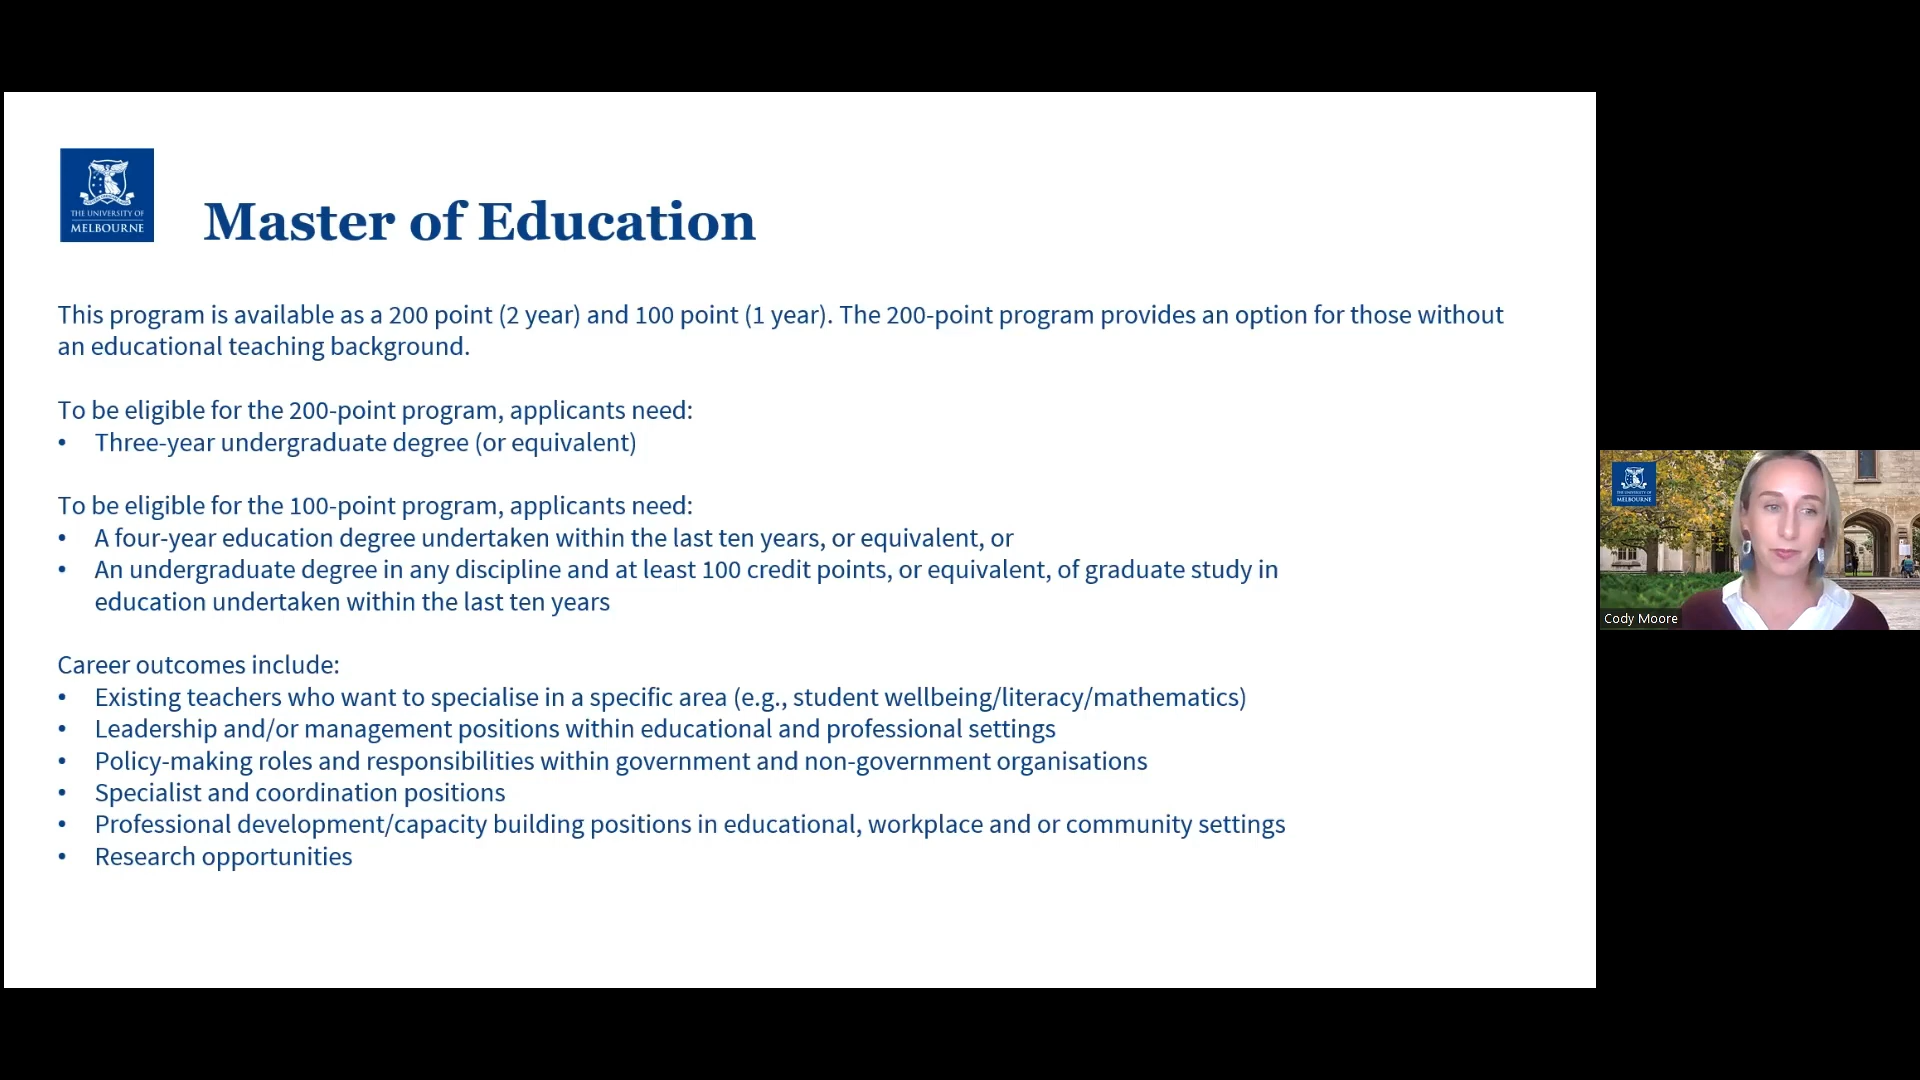 THE UNIVERSITY OF
MELBOURNE
Master of Education
This program is available as a 200 point (2 year) and 100 point (1 year). The 200-point program provides an option for those without
an educational teaching background.
To be eligible for the 200-point program, applicants need:
• Three-year undergraduate degree (or equivalent)
To be eligible for the 100-point program, applicants need:
• A four-year education degree undertaken within the last ten years, or equivalent, or
• An undergraduate degree in any discipline and at least 100 credit points, or equivalent, of graduate study in
education undertaken within the last ten years
Career outcomes include:
• Existing teachers who want to specialise in a specific area (e.g., student wellbeing/literacy/mathematics)
• Leadership and/or management positions within educational and professional settings
• Policy-making roles and responsibilities within government and non-government organisations
• Specialist and coordination positions
• Professional development/capacity building positions in educational, workplace and or community settings
• Research opportunities
THE UNIVERSITY OF
MELBOURNE
Cody Moore